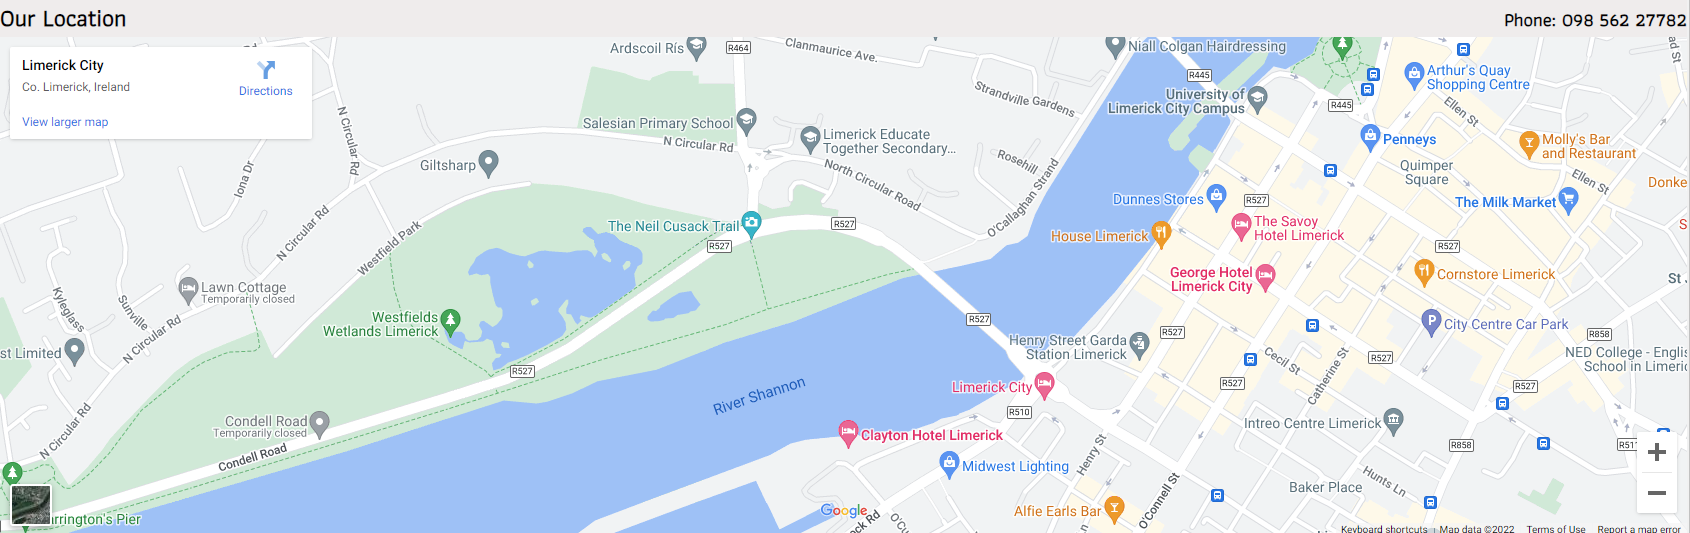 Our Location
Phone: 098 562 27782
Limerick City
Co. Limerick, Ireland
Directions
View larger map
Ardscoil Rís
R464
Clanmaurice Ave.
Niall Colgan Hairdressing
R445
University of
Limerick City Campus
Arthur's Quay
Shopping Centre
ad St
R445
Ellen St
Strandville Gardens
Salesian Primary School
N Circular Rd
N Circular Rd
Limerick Educate
Together Secondary...
Penneys
Molly's Bar
and Restaurant
Quimper
Square
Giltsharp
Iona Dr
Rosehill
North Circular Road
O'Callaghan Strand
Ellen St
Donke
Dunnes Stores
R527
The Milk Market
The Neil Cusack Trail
R527
R527
House Limerick
The Savoy
Hotel Limerick
R527
N Circular Rd
Westfield Park
George Hotel
Limerick City
Cornstore Limerick
St
Lawn Cottage
Temporarily closed
Kyleglass
Sunville
N Circular Rd
Westfields
Wetlands Limerick
R527
R527
City Centre Car Park
R858
Henry Street Garda
Station Limerick
st Limited
R527
Cecil St
Catherine St
R527
NED College - Englis
School in Limeric
R527
R527
Limerick City
River Shannon
R510
N Circular Rd
Condell Road
Temporarily closed
Condell Road
Clayton Hotel Limerick
Intreo Centre Limerick
R858
R51
Henry St
Midwest Lighting
Hunts Ln
Baker Place
O'Connell St
Alfie Earls Bar
Google
ock Rd
O'Co
arrington's Pier
Keyboard shortcuts
Map data ©2022
Terms of Use
Report a map error